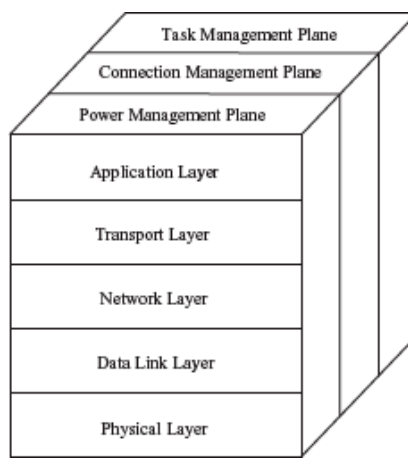 Task Management Plane
Connection Management Plane
Power Management Plane
Application Layer
Transport Layer
Network Layer
Data Link Layer
Physical Layer